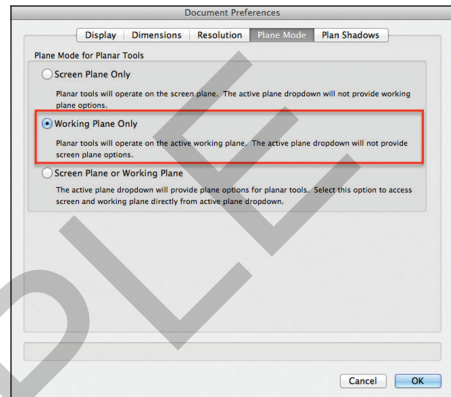 Document Preferences
Display Dimensions Resolution Plane Mode Plan Shadows
Plane Mode for Planar Tools
Screen Plane Only
Planar tools will operate on the screen plane. The active plane dropdown will not provide working
plane options.
Working Plane Only
Planar tools will operate on the active working plane. The active plane dropdown will not provide
screen plane options.
Screen Plane or Working Plane
The active plane dropdown will provide plane options for planar tools. Select this option to access
screen and working plane directly from active plane dropdown.
Cancel OK
PLE